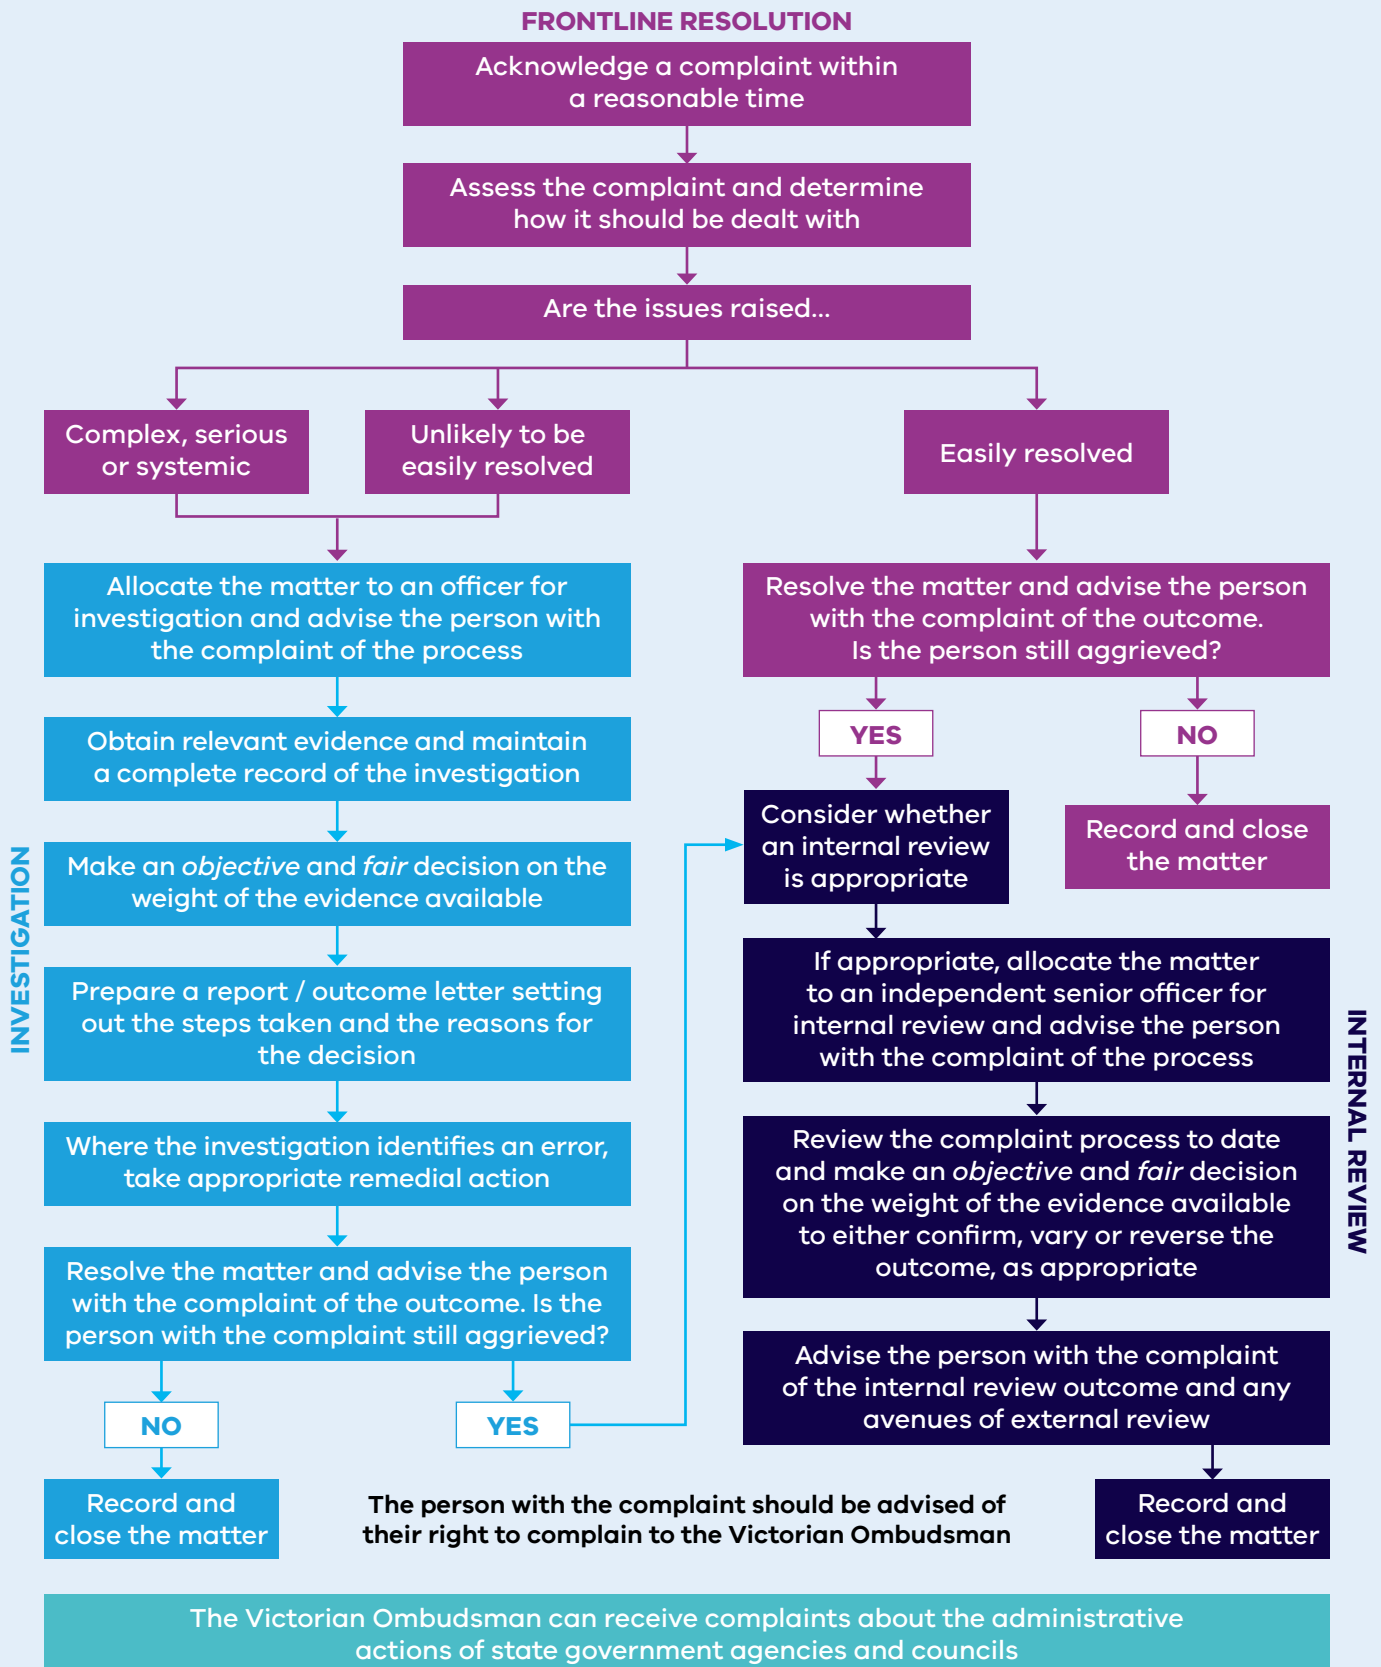 FRONTLINE RESOLUTION
Acknowledge a complaint within
a reasonable time
Assess the complaint and determine
how it should be dealt with
Are the issues raised...
Complex, serious
or systemic
Unlikely to be
easily resolved
Easily resolved
INVESTIGATION
Allocate the matter to an officer for
investigation and advise the person with
the complaint of the process
Obtain relevant evidence and maintain
a complete record of the investigation
Make an objective and fair decision on the
weight of the evidence available
Prepare a report / outcome letter setting
out the steps taken and the reasons for
the decision
Where the investigation identifies an error,
take appropriate remedial action
Resolve the matter and advise the person
with the complaint of the outcome. Is the
person with the complaint still aggrieved?
NO
YES
Record and
close the matter
Resolve the matter and advise the person
with the complaint of the outcome.
Is the person still aggrieved?
YES
NO
Record and close
the matter
Consider whether
an internal review
is appropriate
INTERNAL REVIEW
If appropriate, allocate the matter
to an independent senior officer for
internal review and advise the person
with the complaint of the process
Review the complaint process to date
and make an objective and fair decision
on the weight of the evidence available
to either confirm, vary or reverse the
outcome, as appropriate
Advise the person with the complaint
of the internal review outcome and any
avenues of external review
Record and
close the matter
The person with the complaint should be advised of
their right to complain to the Victorian Ombudsman
The Victorian Ombudsman can receive complaints about the administrative
actions of state government agencies and councils